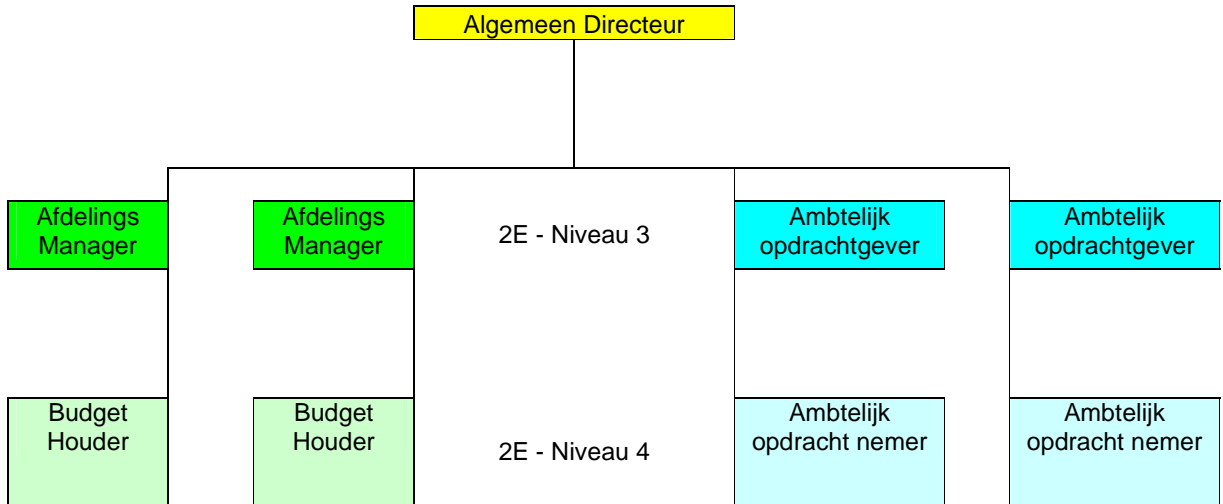 Algemeen Directeur
Afdelings
Manager
Afdelings
Manager
2E - Niveau 3
Ambtelijk
opdrachtgever
Ambtelijk
opdrachtgever
Budget
Houder
Budget
Houder
2E - Niveau 4
Ambtelijk
opdracht nemer
Ambtelijk
opdracht nemer